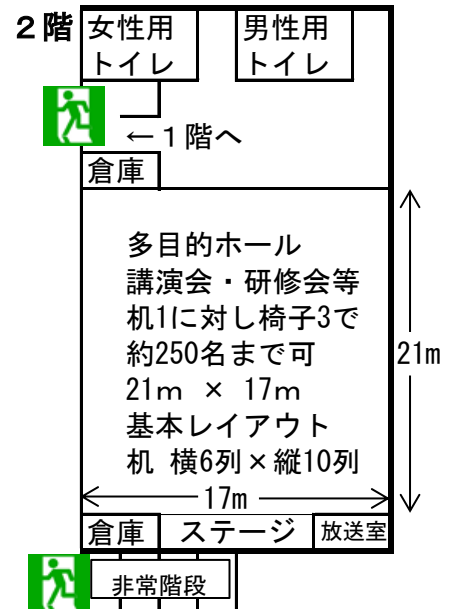 ２階
女性用
トイレ
男性用
トイレ
←１階へ
倉庫
多目的ホール
講演会・研修会等
机1に対し椅子3で
約250名まで可
21ｍ × 17ｍ
基本レイアウト
机 横6列×縦10列
21m
17m
倉庫
ステージ
放送室
非常階段